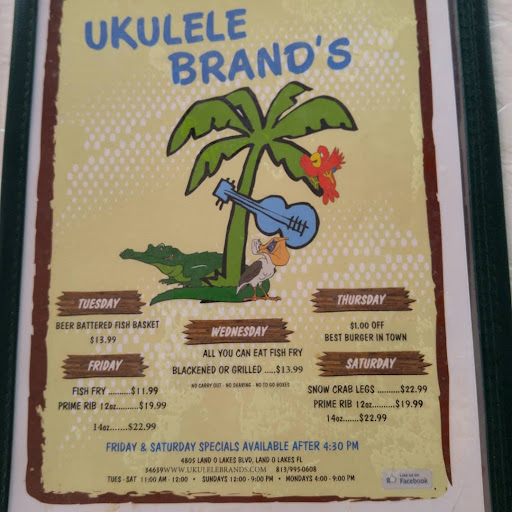 UKULELE
BRAND'S
TUESDAY
BEER BATTERED FISH BASKET
$13.99
WEDNESDAY
ALL YOU CAN EAT FISH FRY
BLACKENED OR GRILLED .....$13.99
NO CARRY OUT · NO SHARING · NO TO GO BOXES
THURSDAY
$1.00 OFF
BEST BURGER IN TOWN
FRIDAY
FISH FRY ..........$11.99
PRIME RIB 12oz..........$19.99
14oz.......$22.99
SATURDAY
SNOW CRAB LEGS ..........$22.99
PRIME RIB 12oz..........$19.99
14oz.......$22.99
FRIDAY & SATURDAY SPECIALS AVAILABLE AFTER 4:30 PM
4805 LAND O LAKES BLVD, LAND O LAKES FL
34639 WWW.UKULELEBRANDS.COM / 813/995-0608
TUES - SAT 11:00 AM - 12:00 • SUNDAYS 12:00 - 9:00 PM • MONDAYS 4:00 - 9:00 PM
Like us on
Facebook